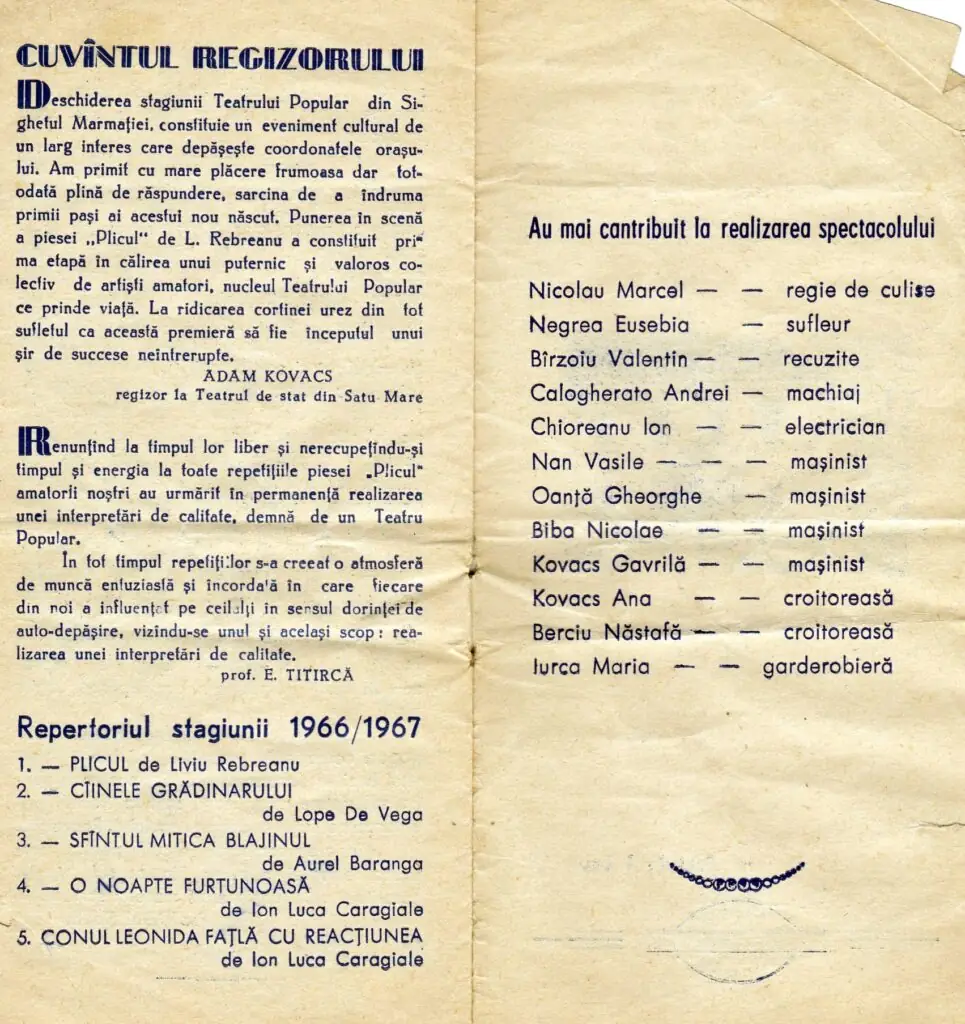 CUVÎNTUL REGIZORULUI
Deschiderea stagiunii Teatrului Popular din Si-
ghetul Marmației, constituie un eveniment cultural de
un larg interes care depășește coordonatele orașu-
lui. Am primit cu mare plăcere frumoasa dar tot-
odată plină de răspundere, sarcina de a îndruma
primii pași ai acestui nou născut. Punerea în scenă
a piesei „Plicul" de L. Rebreanu a constituit pri-
ma etapă în călirea unui puternic și valoros co-
lectiv de artiști amatori, nucleul Teatrului Popular
ce prinde viață. La ridicarea cortinei urez din tot
sufletul ca această premieră să fie începutul unui
șir de succese neîntrerupte.
ADAM KOVACS
regizor la Teatrul de stat din Satu Mare
Renunțind la timpul lor liber și nerecupețindu-și
timpul și energia la toate repetițiile piesei „Plicul"
amatorii noștri au urmărit în permanență realizarea
unei interpretări de calitate, demnă de un Teatru
Popular.
În tot timpul repetițiilor s-a creeat o atmosferă
de muncă entuziastă și încordată în care fiecare
din noi a influențat pe ceilalți în sensul dorinței de
auto-depășire, vizîndu-se unul și același scop: rea-
lizarea unei interpretări de calitate.
prof. E. TITIRCĂ
Repertoriul stagiunii 1966/1967
1. — PLICUL de Liviu Rebreanu
2. — CÎINELE GRĂDINARULUI
de Lope De Vega
3. — SFÎNTUL MITICA BLAJINUL
de Aurel Baranga
4. — O NOAPTE FURTUNOASĂ
de Ion Luca Caragiale
5. CONUL LEONIDA FAȚLĂ CU REACȚIUNEA
de Ion Luca Caragiale
Au mai cantribuit la realizarea spectacolului
Nicolau Marcel — — regie de culise
Negrea Eusebia — sufleur
Bîrzoiu Valentin — — recuzite
Calogherato Andrei — machiaj
Chioreanu Ion — — electrician
Nan Vasile — — — mașinist
Oanță Gheorghe — mașinist
Biba Nicolae — — mașinist
Kovacs Gavrilă — — mașinist
Kovacs Ana — — croitoreasă
Berciu Năstafă — — croitoreasă
Iurca Maria — — garderobieră